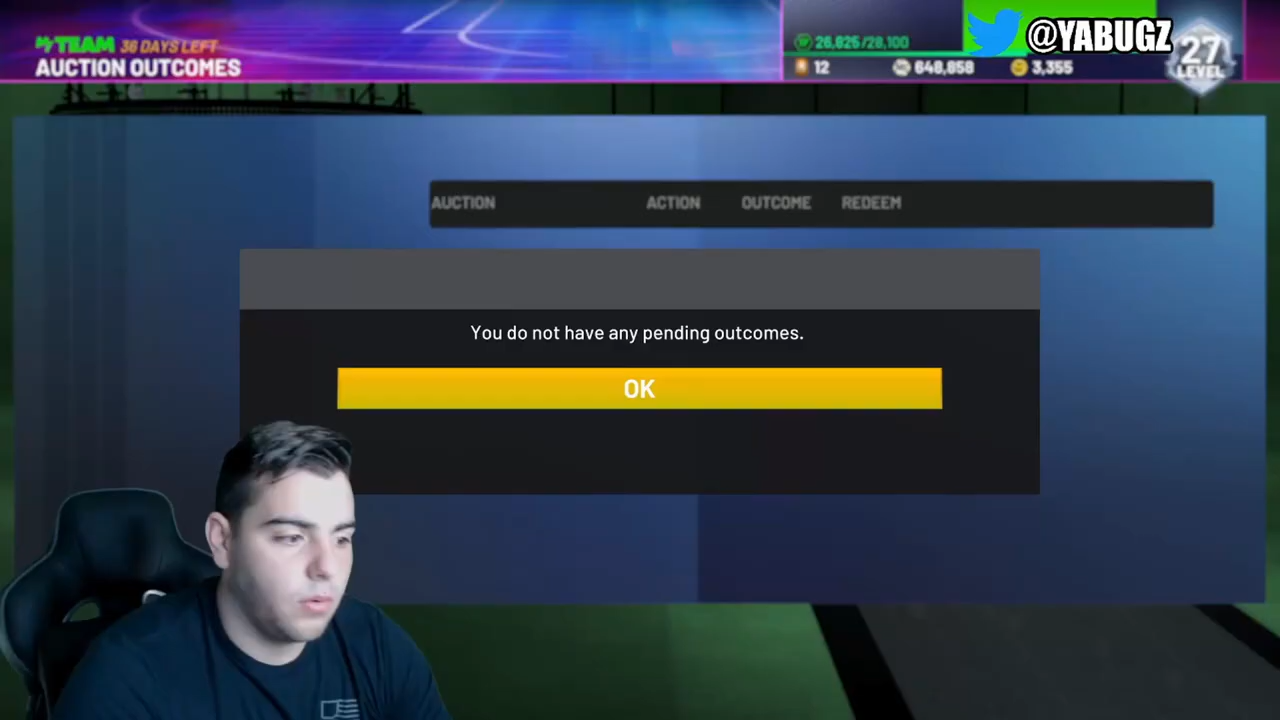 MYTEAM 36 DAYS LEFT
AUCTION OUTCOMES
26,625/28,100
@YABUGZ
12 648,858 3,355
27
LEVEL
AUCTION ACTION OUTCOME REDEEM
You do not have any pending outcomes.
OK